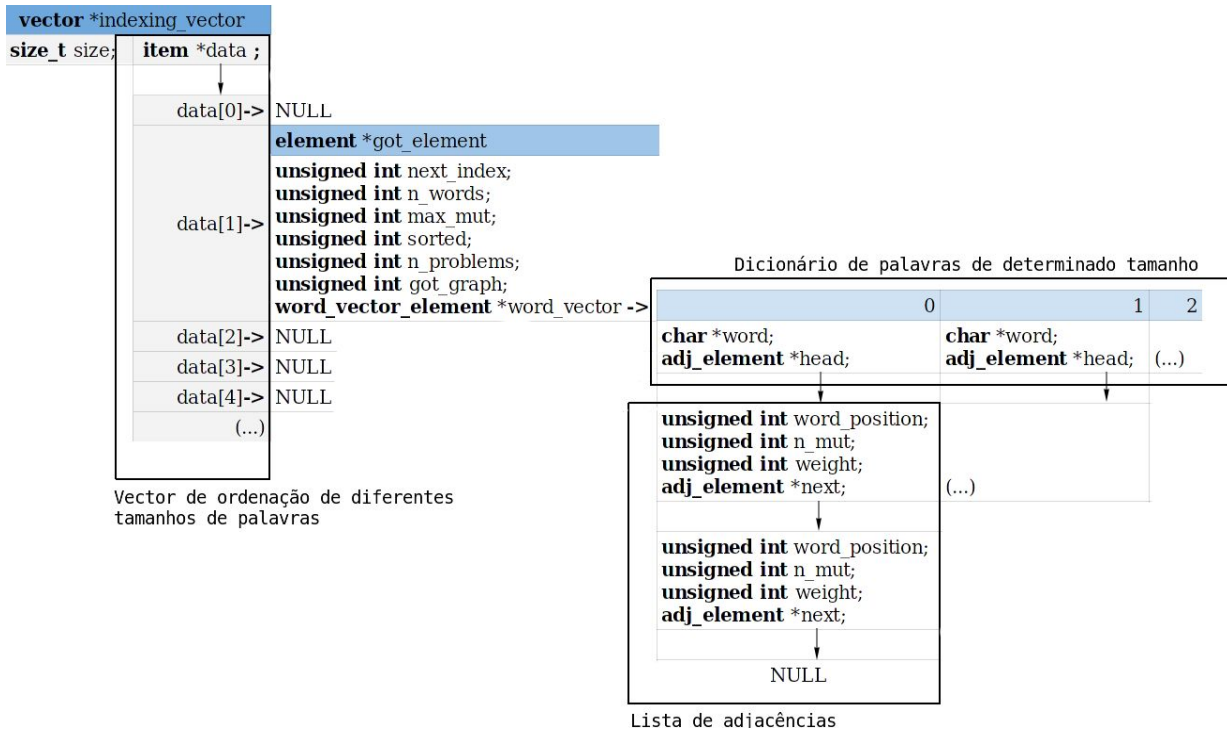 vector *indexing_vector
size_t size; item *data ;
data[0]-> NULL
element *got_element
unsigned int next_index;
unsigned int n_words;
unsigned int max_mut;
data[1]->
unsigned int sorted;
unsigned int n_problems;
unsigned int got_graph;
word_vector_element *word_vector ->
data[2]-> NULL
data[3]-> NULL
data[4]-> NULL
(...)
Vector de ordenação de diferentes
tamanhos de palavras
Dicionário de palavras de determinado tamanho
0 1 2
char *word; char *word;
adj_element *head; adj_element *head; (...)
unsigned int word_position;
unsigned int n_mut;
unsigned int weight;
adj_element *next; (...)
unsigned int word_position;
unsigned int n_mut;
unsigned int weight;
adj_element *next;
NULL
Lista de adjacências